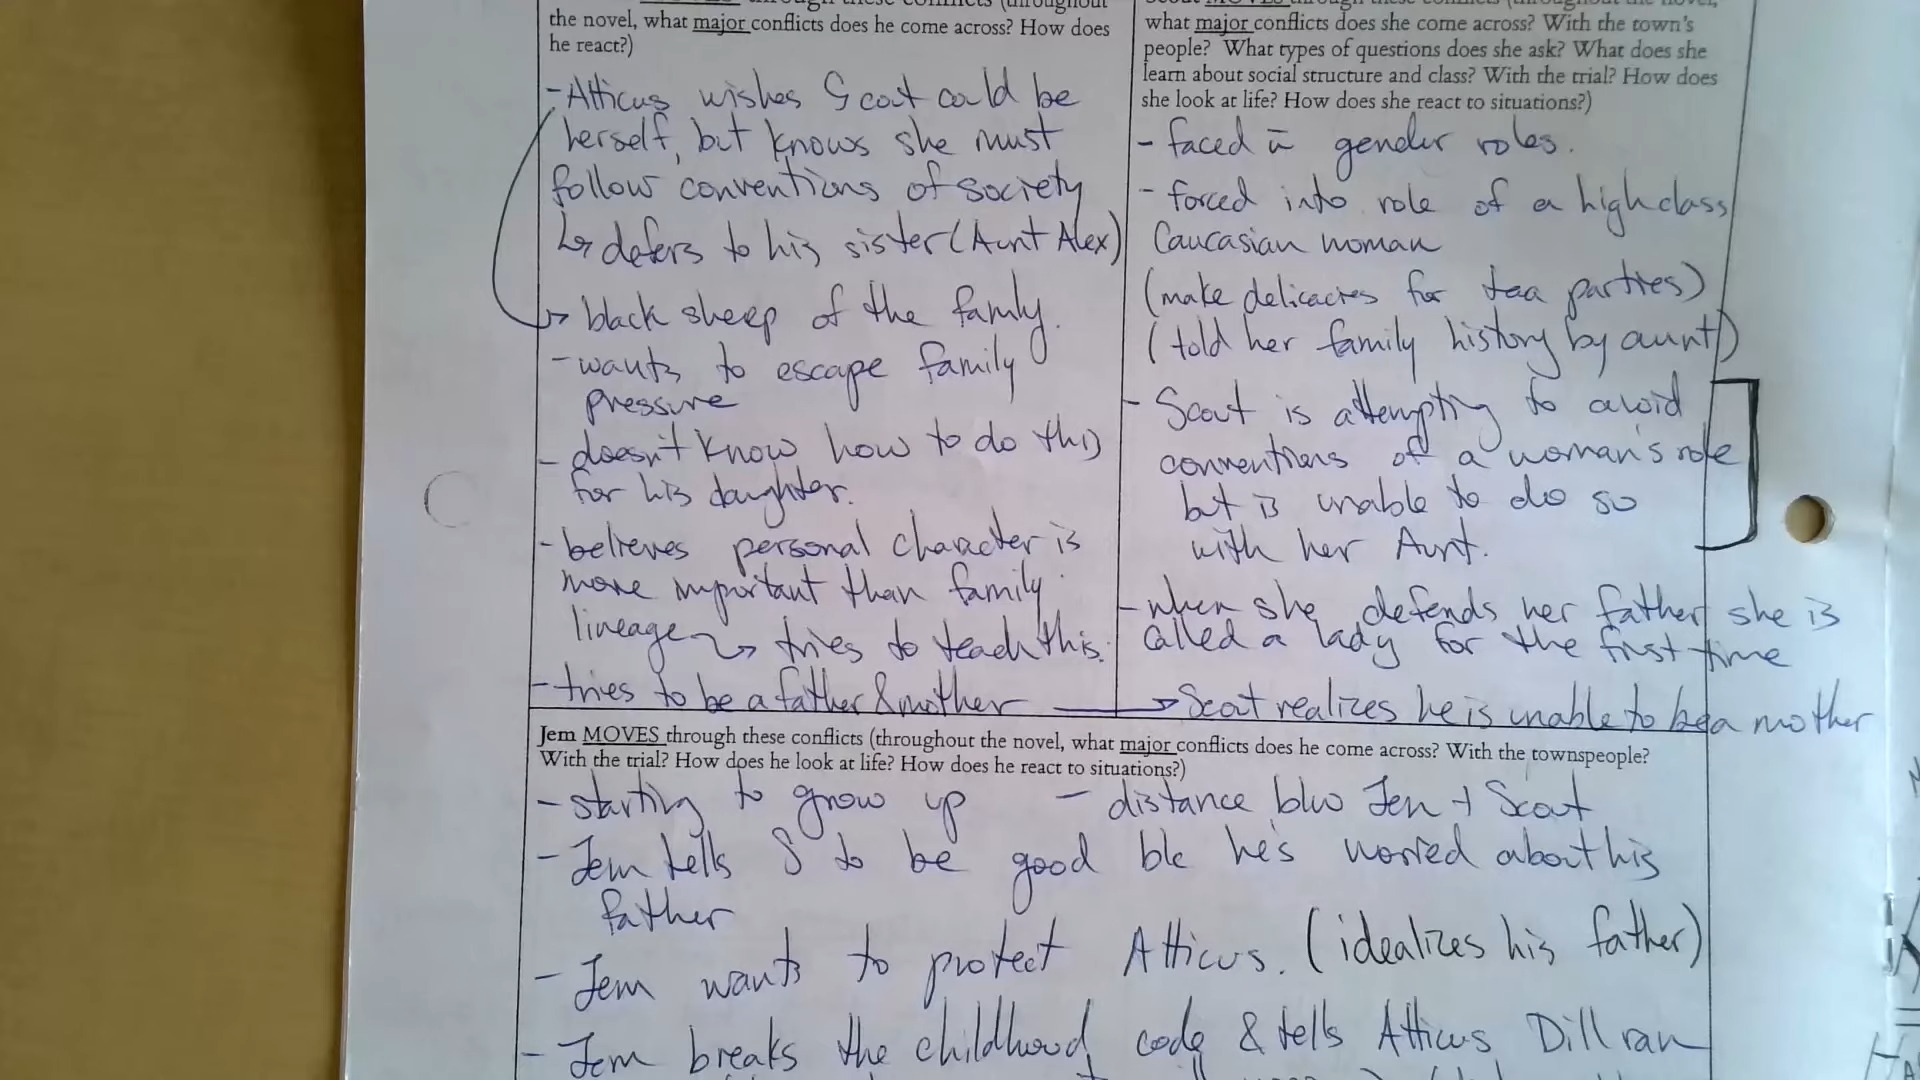 the novel, what major conflicts does he come across? How does
he react?)
- Atticus wishes Scout could be
herself, but knows she must
follow conventions of society
↳ defers to his sister (Aunt Alex)
→ black sheep of the family.
- wants to escape family
pressure
- doesn't know how to do this
for his daughter.
- believes personal character is
more important than family
lineage → tries to teach this.
- tries to be a father & mother → Scout realizes he is unable to be a mother
what major conflicts does she come across? With the town's
people? What types of questions does she ask? What does she
learn about social structure and class? With the trial? How does
she look at life? How does she react to situations?)
- faced c̄ gender roles.
- forced into role of a high class
Caucasian woman
(make delicacies for tea parties)
(told her family history by aunt)
- Scout is attempting to avoid
conventions of a woman's role
but is unable to do so
with her Aunt.
- when she defends her father she is
called a lady for the first time
Jem MOVES through these conflicts (throughout the novel, what major conflicts does he come across? With the townspeople?
With the trial? How does he look at life? How does he react to situations?)
- starting to grow up - distance b/w Jem + Scout
- Jem tells S to be good b/c he's worried about his
father
- Jem wants to protect Atticus. (idealizes his father)
- Jem breaks the childhood code & tells Atticus Dill ran